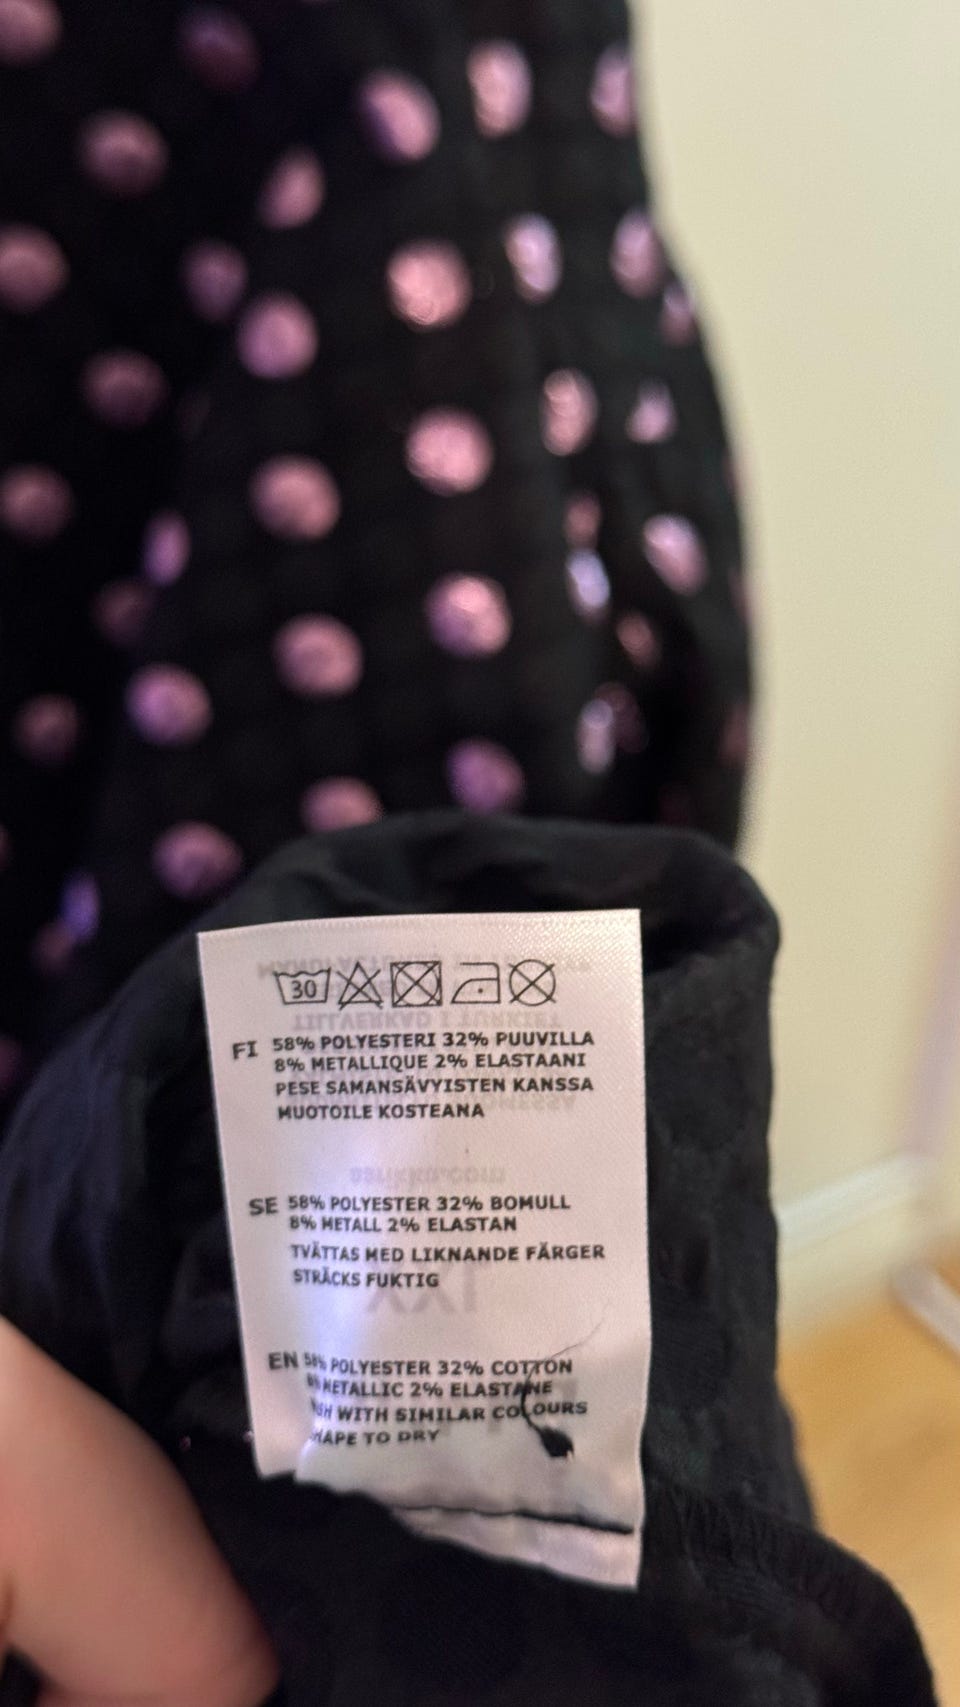 30
FI 58% POLYESTERI 32% PUUVILLA
8% METALLIQUE 2% ELASTAANI
PESE SAMANSÄVYISTEN KANSSA
MUOTOILE KOSTEANA
SE 58% POLYESTER 32% BOMULL
8% METALL 2% ELASTAN
TVÄTTAS MED LIKNANDE FÄRGER
STRÄCKS FUKTIG
EN 58% POLYESTER 32% COTTON
8% METALLIC 2% ELASTANE
WITH SIMILAR COLOURS
TO DRY